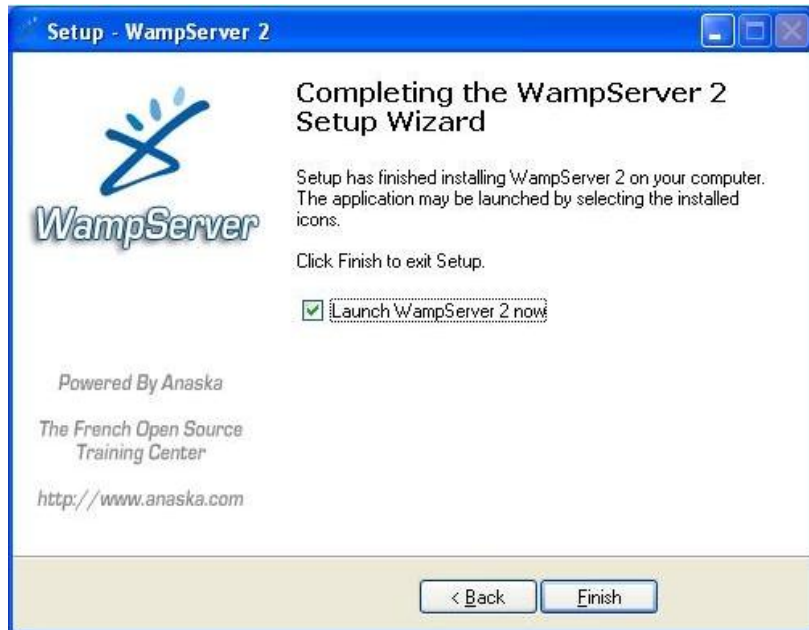 Setup - WampServer 2
Completing the WampServer 2
Setup Wizard
Setup has finished installing WampServer 2 on your computer.
The application may be launched by selecting the installed
icons.
Click Finish to exit Setup.
Launch WampServer 2 now
WampServer
Powered By Anaska
The French Open Source
Training Center
http://www.anaska.com
< Back
Finish